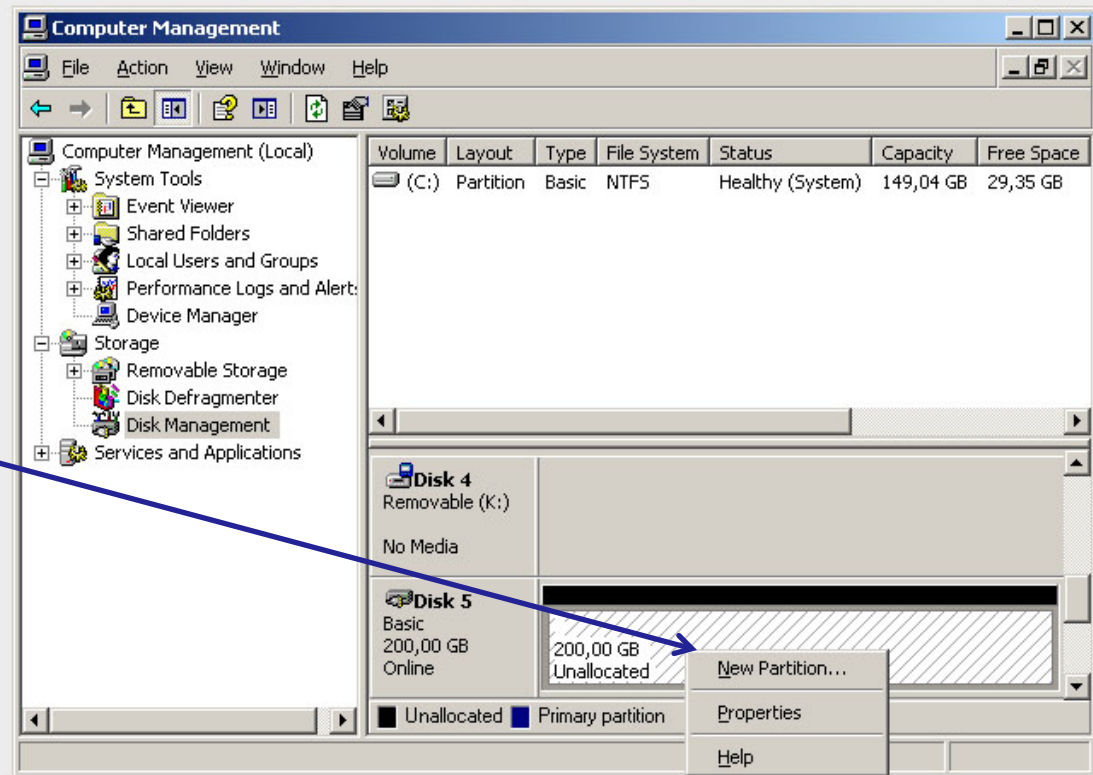 Computer Management
File Action View Window Help
Computer Management (Local)
System Tools
Event Viewer
Shared Folders
Local Users and Groups
Performance Logs and Alert
Device Manager
Storage
Removable Storage
Disk Defragmenter
Disk Management
Services and Applications
Volume Layout Type File System Status Capacity Free Space
(C:) Partition Basic NTFS Healthy (System) 149,04 GB 29,35 GB
Disk 4
Removable (K:)
No Media
Disk 5
Basic
200,00 GB
Online
200,00 GB
Unallocated
New Partition...
Properties
Help
Unallocated Primary partition